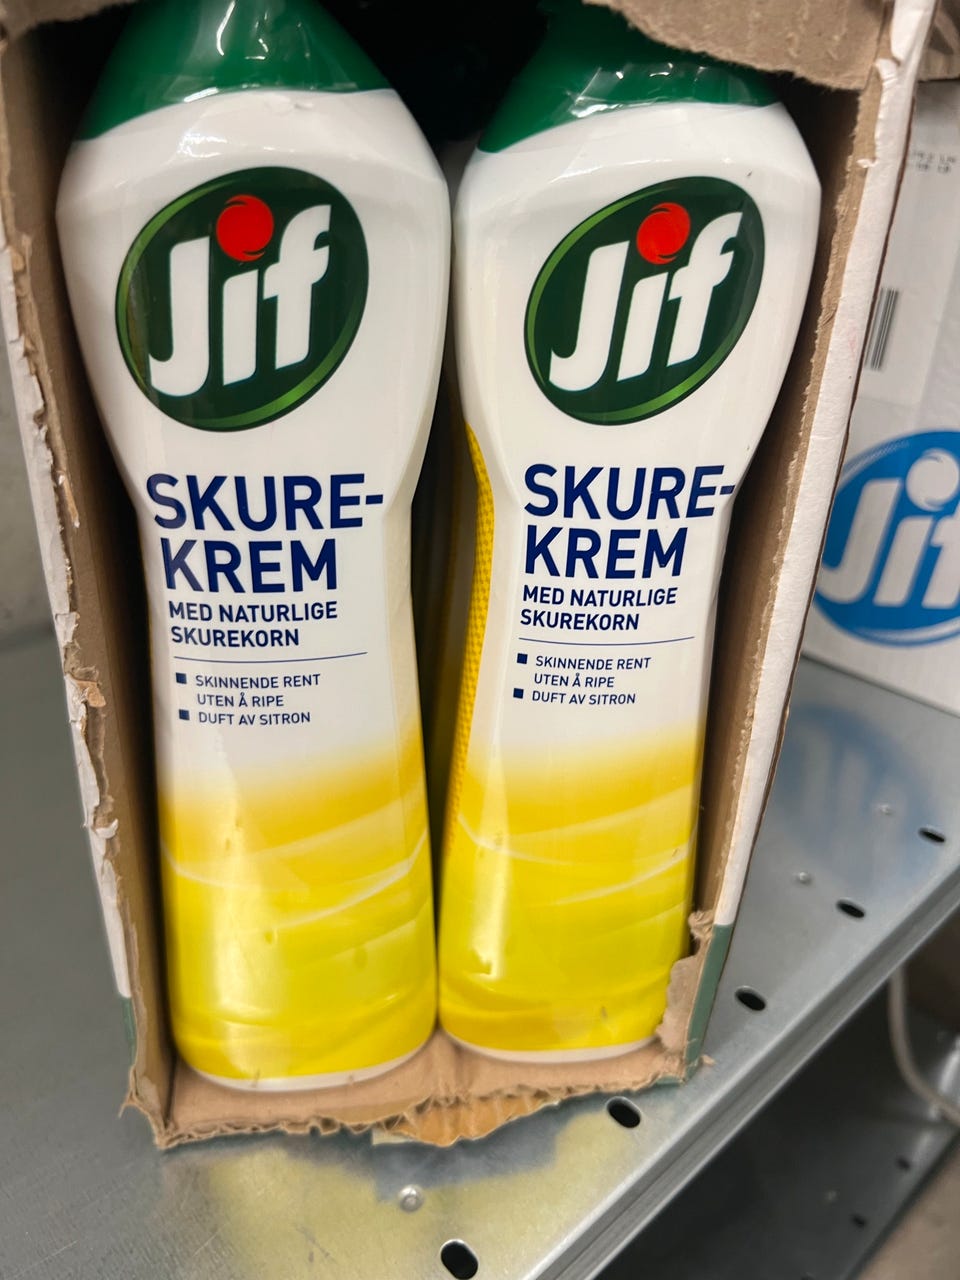 Jif
SKURE-
KREM
MED NATURLIGE
SKUREKORN
SKINNENDE RENT
UTEN Å RIPE
DUFT AV SITRON
Jif
SKURE-
KREM
MED NATURLIGE
SKUREKORN
SKINNENDE RENT
UTEN Å RIPE
DUFT AV SITRON
Jif